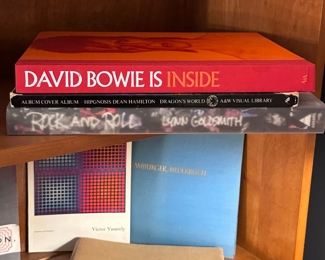 DAVID BOWIE IS INSIDE
ALBUM COVER ALBUM · HIPGNOSIS DEAN HAMILTON · DRAGON'S WORLD A&W VISUAL LIBRARY
ROCK AND ROLL LYNN GOLDSMITH
Victor Vasarely
ON.